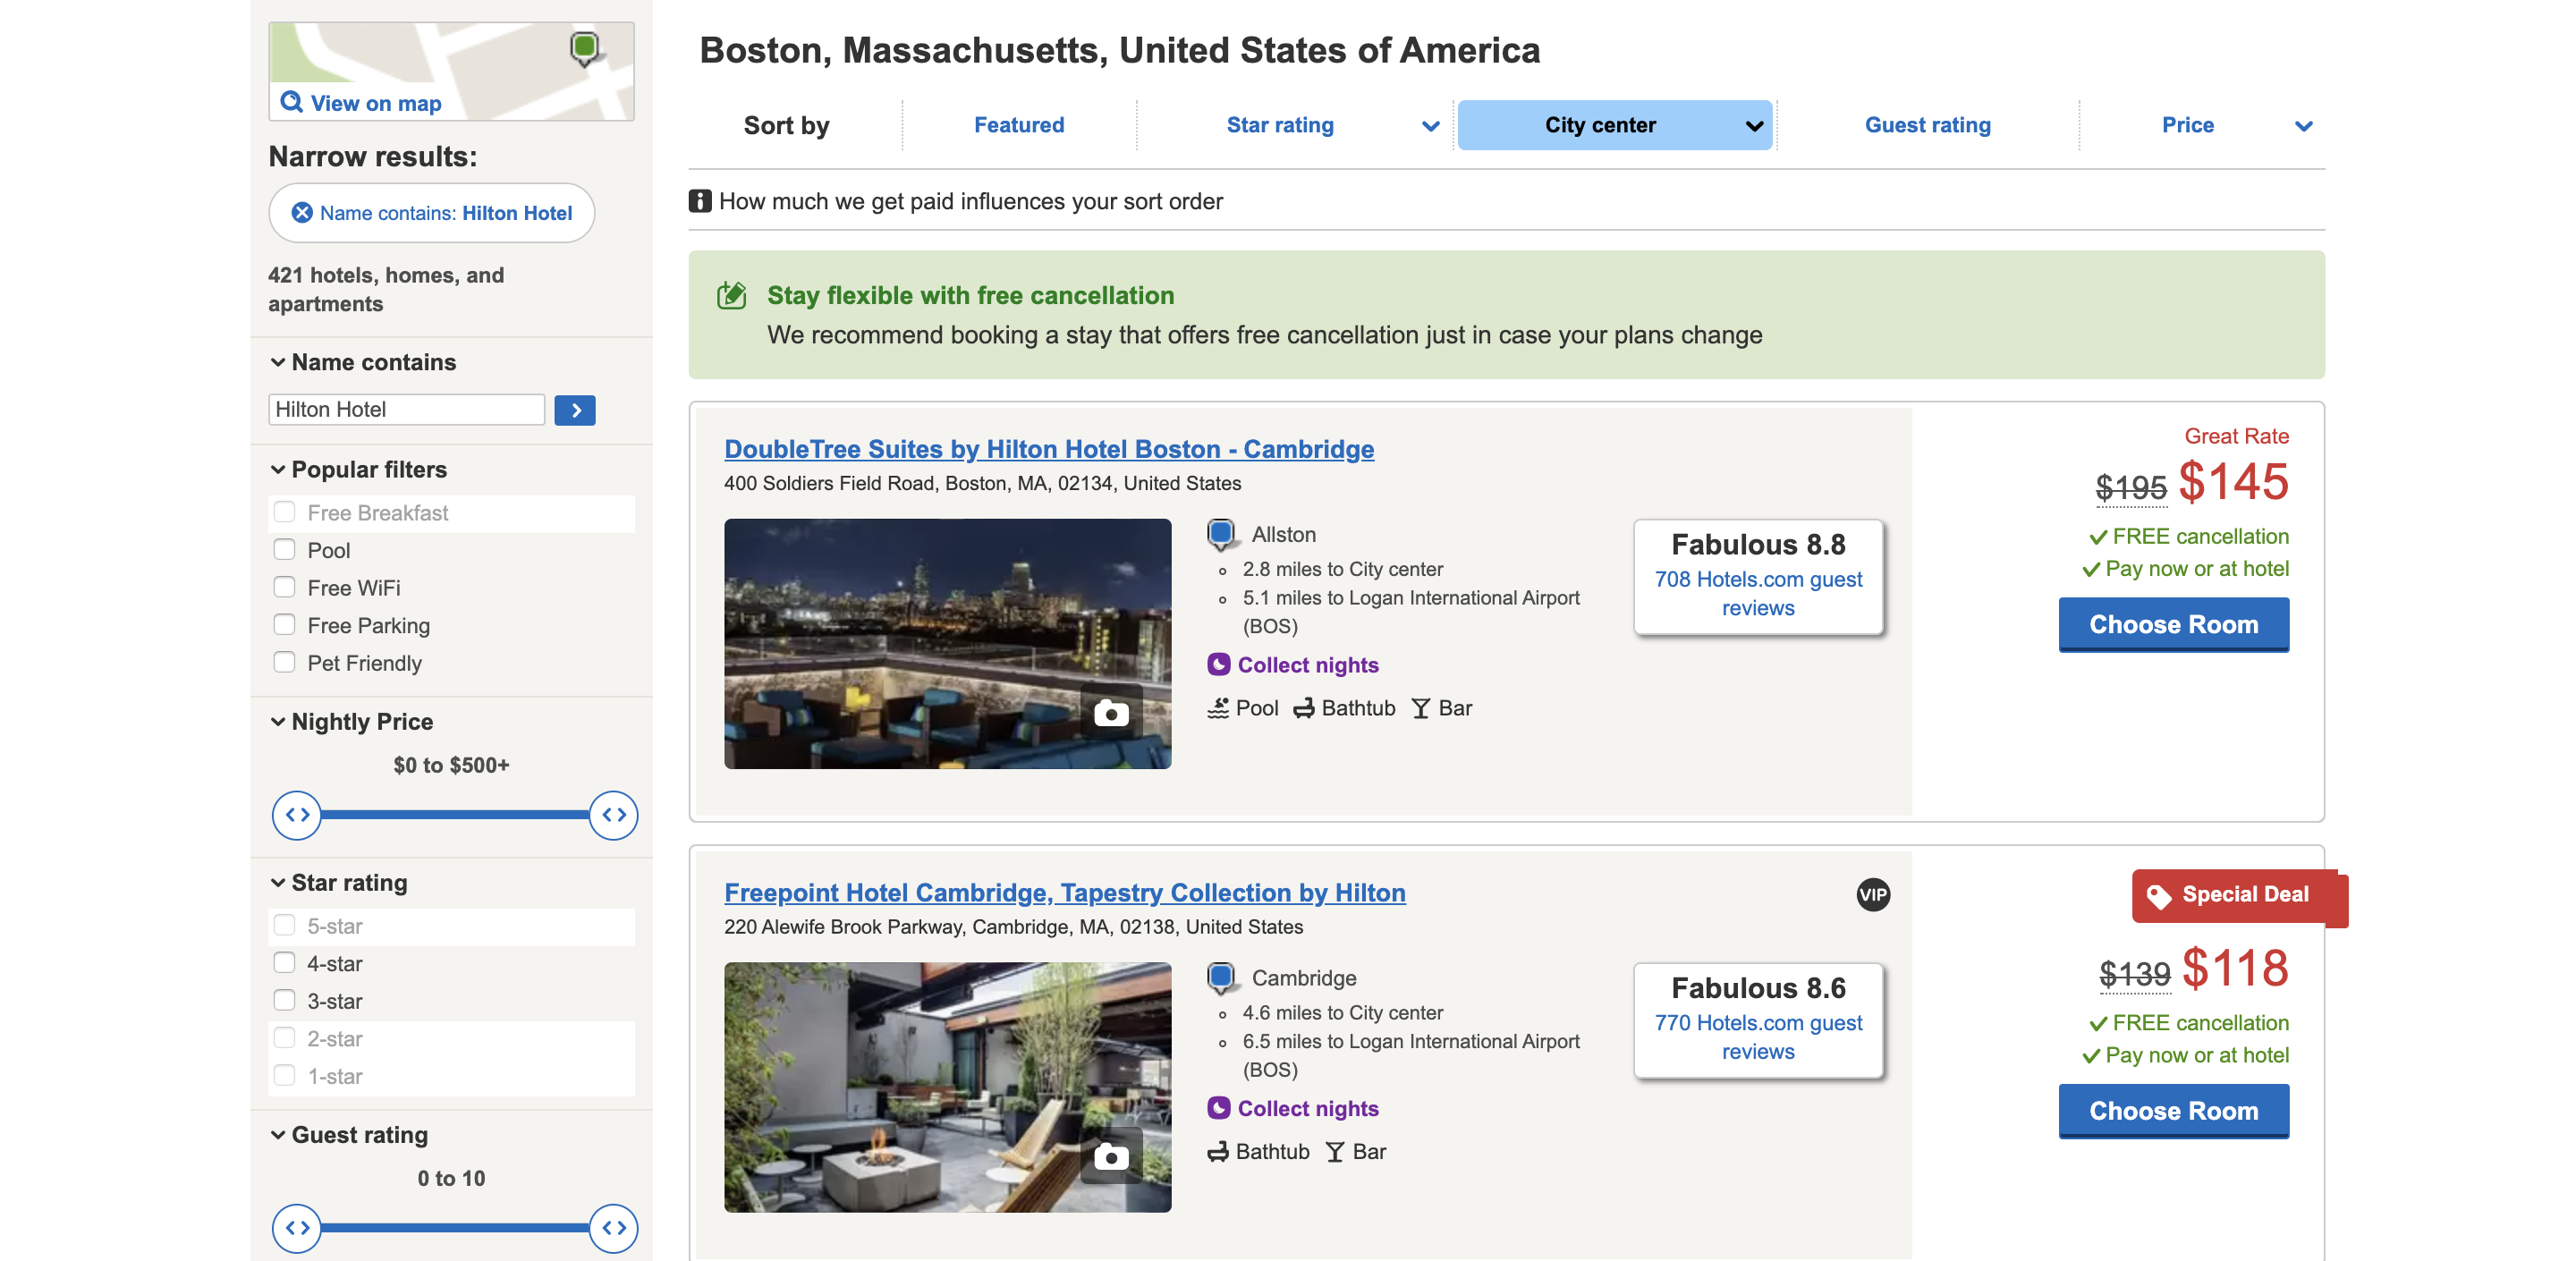 View on map
Narrow results:
Name contains: Hilton Hotel
421 hotels, homes, and
apartments
Name contains
Hilton Hotel
Popular filters
Free Breakfast
Pool
Free WiFi
Free Parking
Pet Friendly
Nightly Price
$0 to $500+
Star rating
5-star
4-star
3-star
2-star
1-star
Guest rating
0 to 10
Boston, Massachusetts, United States of America
Sort by Featured Star rating City center Guest rating Price
How much we get paid influences your sort order
Stay flexible with free cancellation
We recommend booking a stay that offers free cancellation just in case your plans change
DoubleTree Suites by Hilton Hotel Boston - Cambridge
400 Soldiers Field Road, Boston, MA, 02134, United States
Allston
2.8 miles to City center
5.1 miles to Logan International Airport
(BOS)
Collect nights
Pool Bathtub Bar
Fabulous 8.8
708 Hotels.com guest
reviews
Great Rate
$195 $145
FREE cancellation
Pay now or at hotel
Choose Room
Freepoint Hotel Cambridge, Tapestry Collection by Hilton
VIP
220 Alewife Brook Parkway, Cambridge, MA, 02138, United States
Cambridge
4.6 miles to City center
6.5 miles to Logan International Airport
(BOS)
Collect nights
Bathtub Bar
Fabulous 8.6
770 Hotels.com guest
reviews
Special Deal
$139 $118
FREE cancellation
Pay now or at hotel
Choose Room